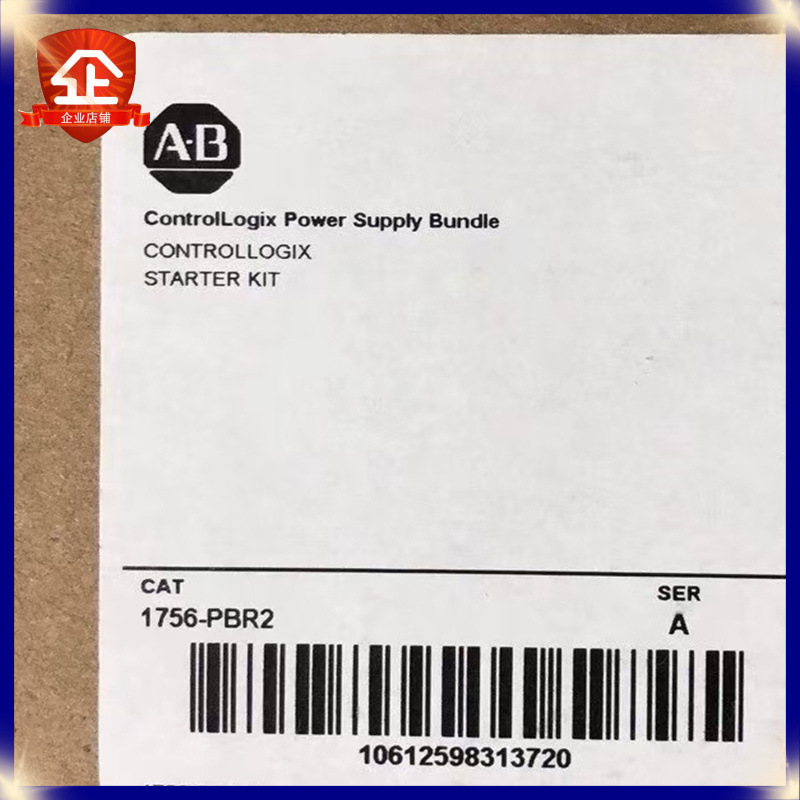 企
企业店铺
A-B
ControlLogix Power Supply Bundle
CONTROLLOGIX
STARTER KIT
CAT
1756-PBR2
SER
A
10612598313720